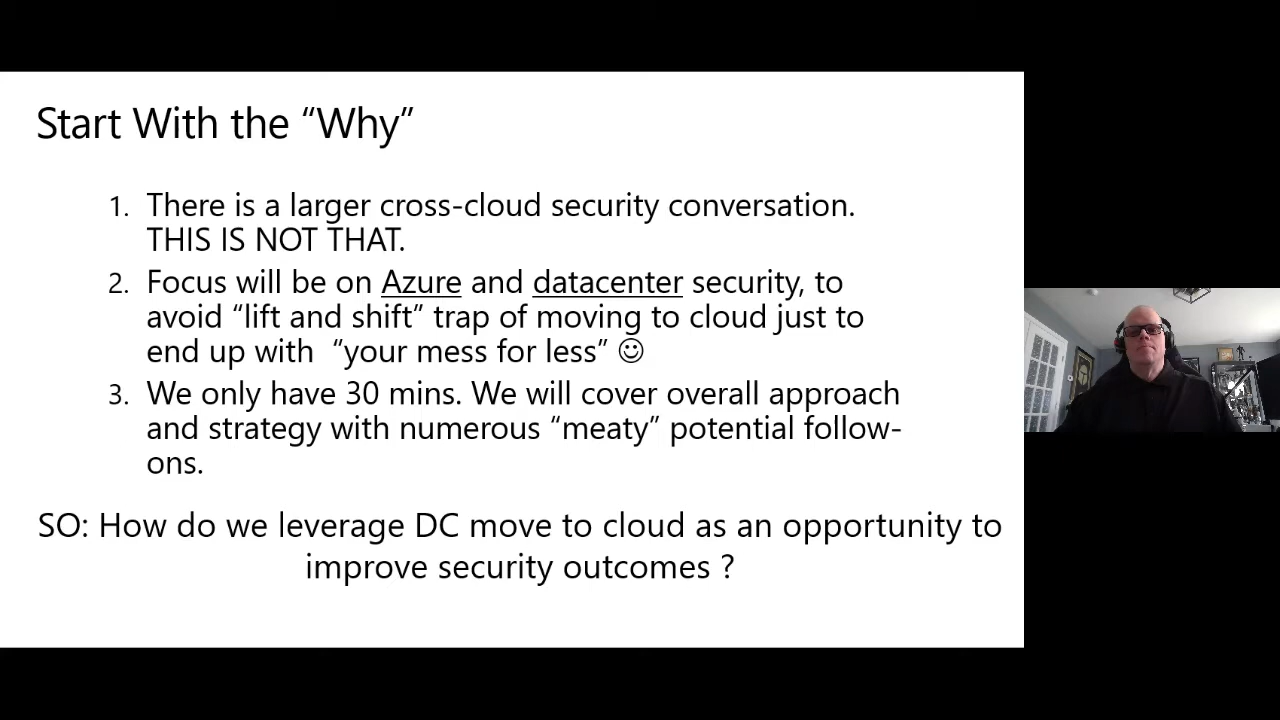 Start With the “Why”
1. There is a larger cross-cloud security conversation.
THIS IS NOT THAT.
2. Focus will be on Azure and datacenter security, to
avoid “lift and shift” trap of moving to cloud just to
end up with “your mess for less” ☺
3. We only have 30 mins. We will cover overall approach
and strategy with numerous “meaty” potential follow-
ons.
SO: How do we leverage DC move to cloud as an opportunity to
improve security outcomes ?